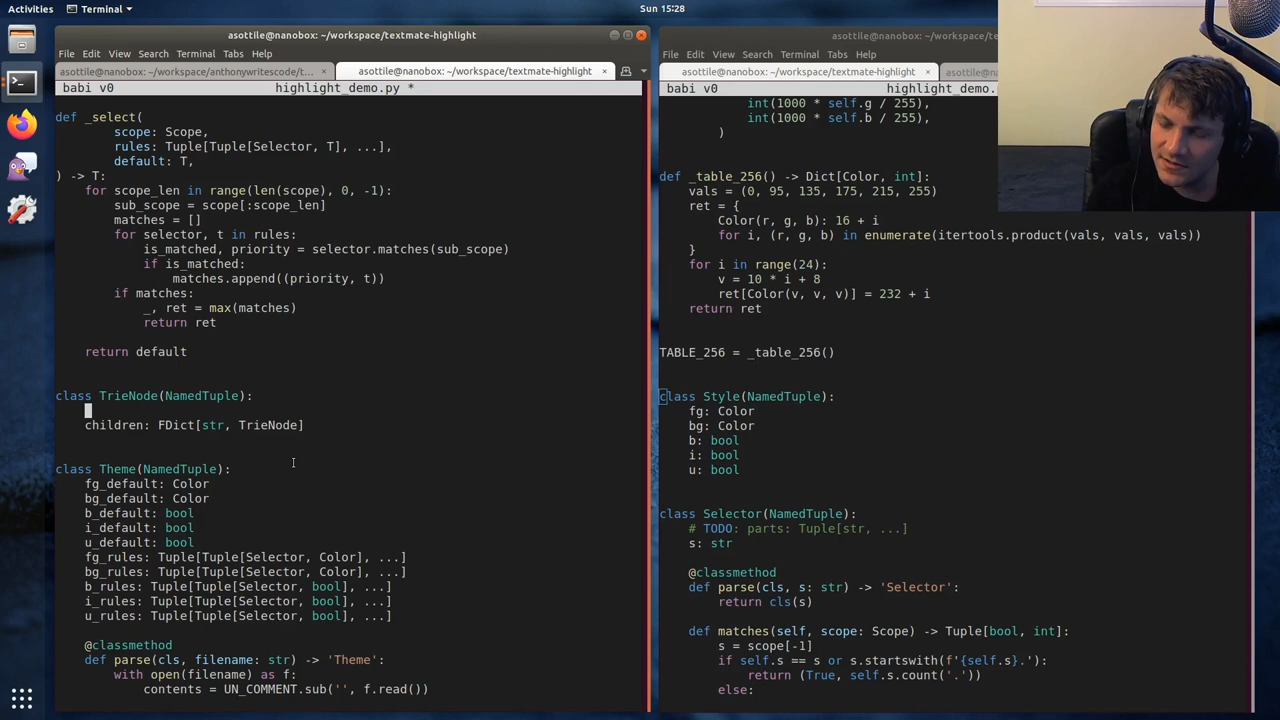 Activities
Terminal
Sun 15:28
asottile@nanobox: ~/workspace/textmate-highlight
File Edit View Search Terminal Tabs Help
asottile@nanobox: ~/workspace/anthonywritescode/t...
asottile@nanobox: ~/workspace/textmate-highlight
babi v0 highlight_demo.py *
def _select(
scope: Scope,
rules: Tuple[Tuple[Selector, T], ...],
default: T,
) -> T:
for scope_len in range(len(scope), 0, -1):
sub_scope = scope[:scope_len]
matches = []
for selector, t in rules:
is_matched, priority = selector.matches(sub_scope)
if is_matched:
matches.append((priority, t))
if matches:
_, ret = max(matches)
return ret
return default
class TrieNode(NamedTuple):
children: FDict[str, TrieNode]
class Theme(NamedTuple):
fg_default: Color
bg_default: Color
b_default: bool
i_default: bool
u_default: bool
fg_rules: Tuple[Tuple[Selector, Color], ...]
bg_rules: Tuple[Tuple[Selector, Color], ...]
b_rules: Tuple[Tuple[Selector, bool], ...]
i_rules: Tuple[Tuple[Selector, bool], ...]
u_rules: Tuple[Tuple[Selector, bool], ...]
@classmethod
def parse(cls, filename: str) -> 'Theme':
with open(filename) as f:
contents = UN_COMMENT.sub('', f.read())
asottile@nanobox: ~/works
File Edit View Search Terminal Tabs Help
asottile@nanobox: ~/workspace/textmate-highlight
asottile@nan
babi v0 highlight_demo.p
int(1000 * self.g / 255),
int(1000 * self.b / 255),
)
def _table_256() -> Dict[Color, int]:
vals = (0, 95, 135, 175, 215, 255)
ret = {
Color(r, g, b): 16 + i
for i, (r, g, b) in enumerate(itertools.product(vals, vals, vals))
}
for i in range(24):
v = 10 * i + 8
ret[Color(v, v, v)] = 232 + i
return ret
TABLE_256 = _table_256()
class Style(NamedTuple):
fg: Color
bg: Color
b: bool
i: bool
u: bool
class Selector(NamedTuple):
# TODO: parts: Tuple[str, ...]
s: str
@classmethod
def parse(cls, s: str) -> 'Selector':
return cls(s)
def matches(self, scope: Scope) -> Tuple[bool, int]:
s = scope[-1]
if self.s == s or s.startswith(f'{self.s}.'):
return (True, self.s.count('.'))
else: